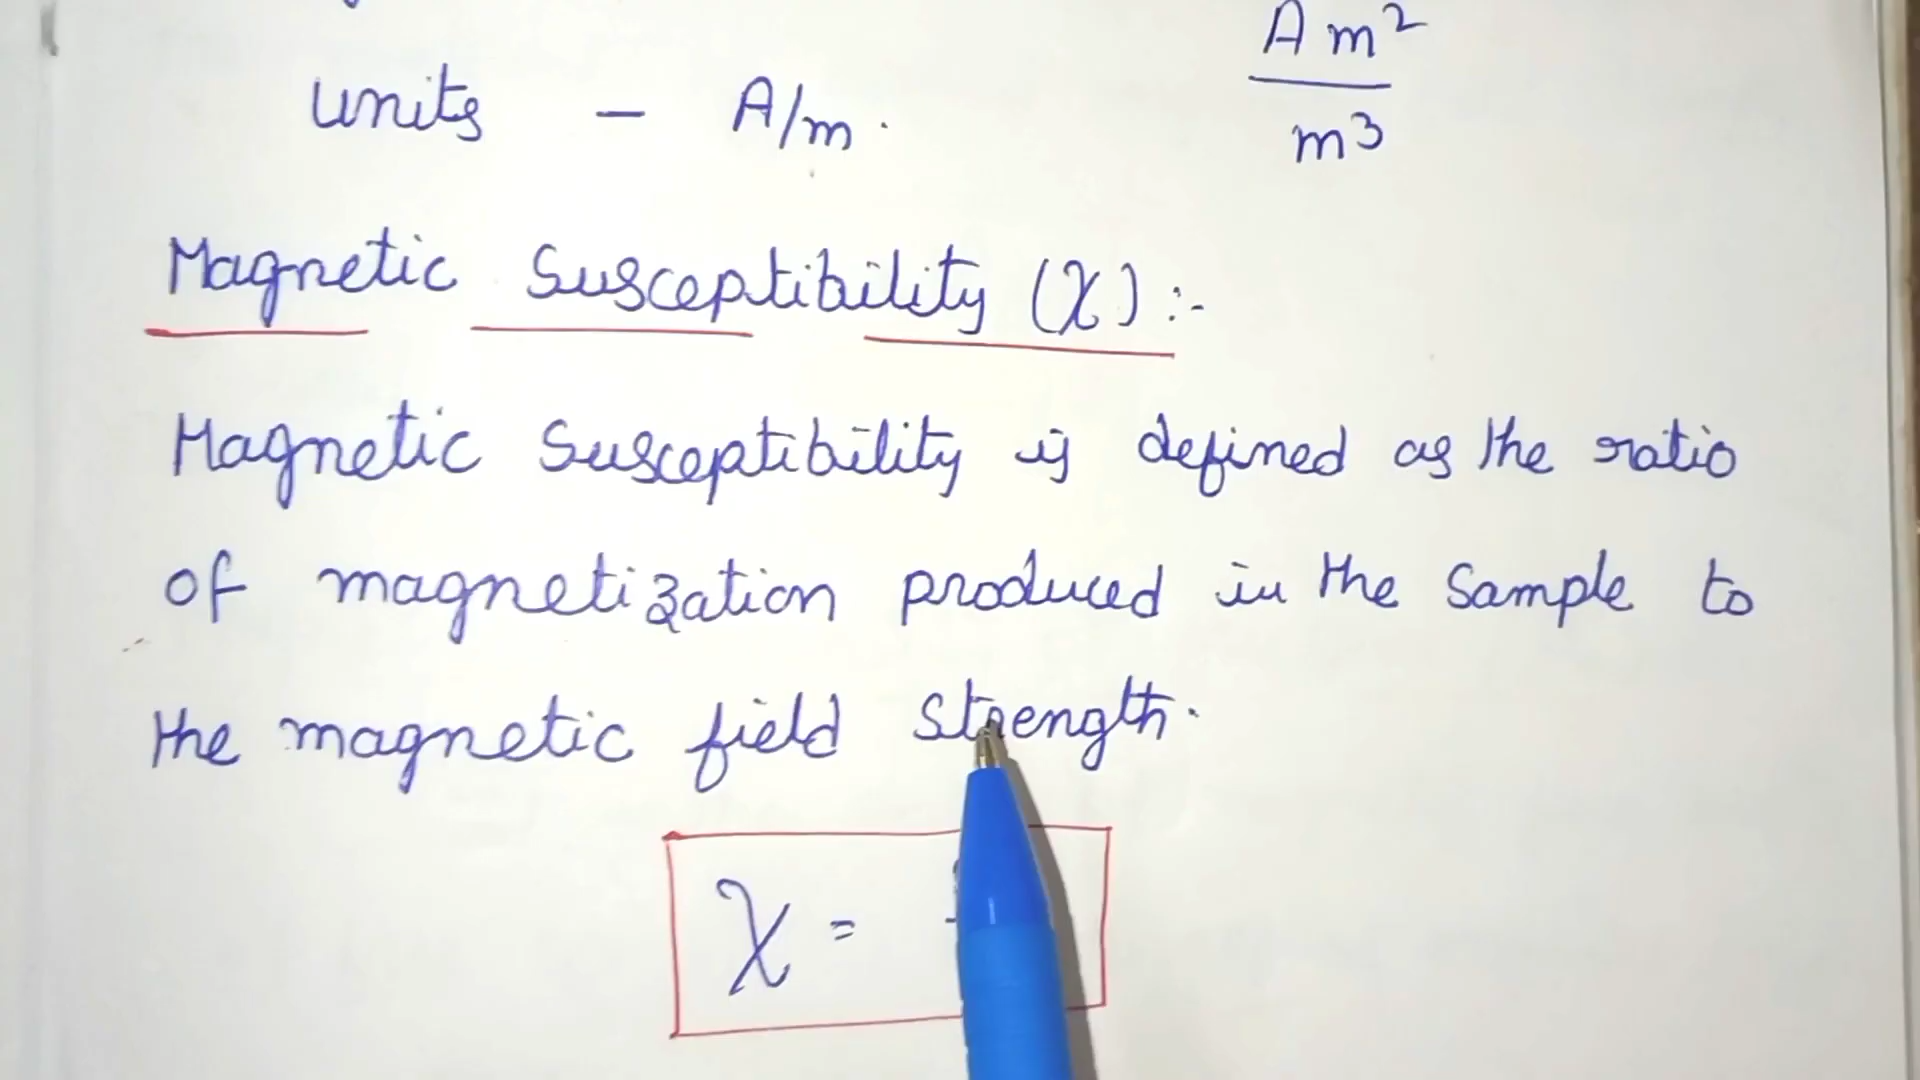 A m²
units - A/m.
m³
Magnetic Susceptibility (χ) :-
Magnetic Susceptibility is defined as the ratio
of magnetization produced in the Sample to
the magnetic field Strength.
χ =